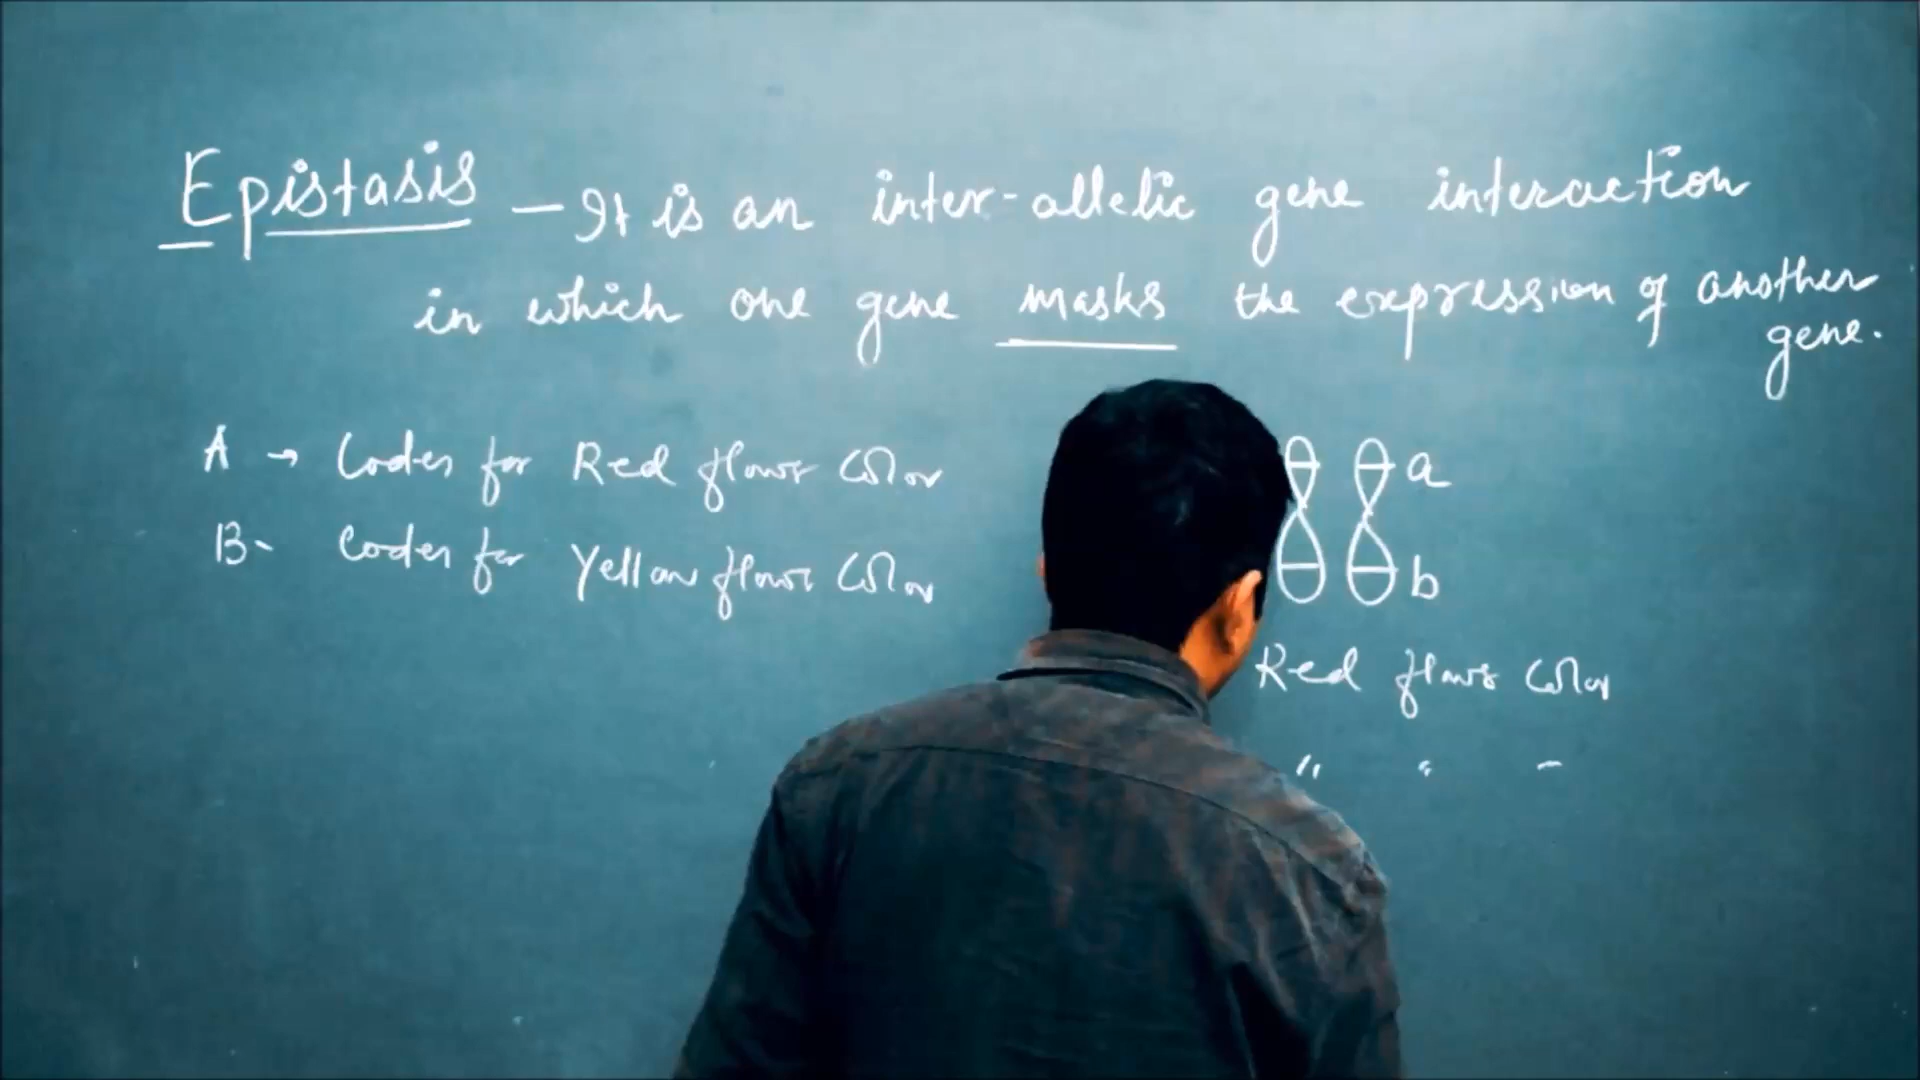 Epistasis – It is an inter-allelic gene interaction
in which one gene masks the expression of another
gene.
A → Codes for Red flower Color
B - Codes for Yellow flower Color
a
b
Red flower Color
" " "